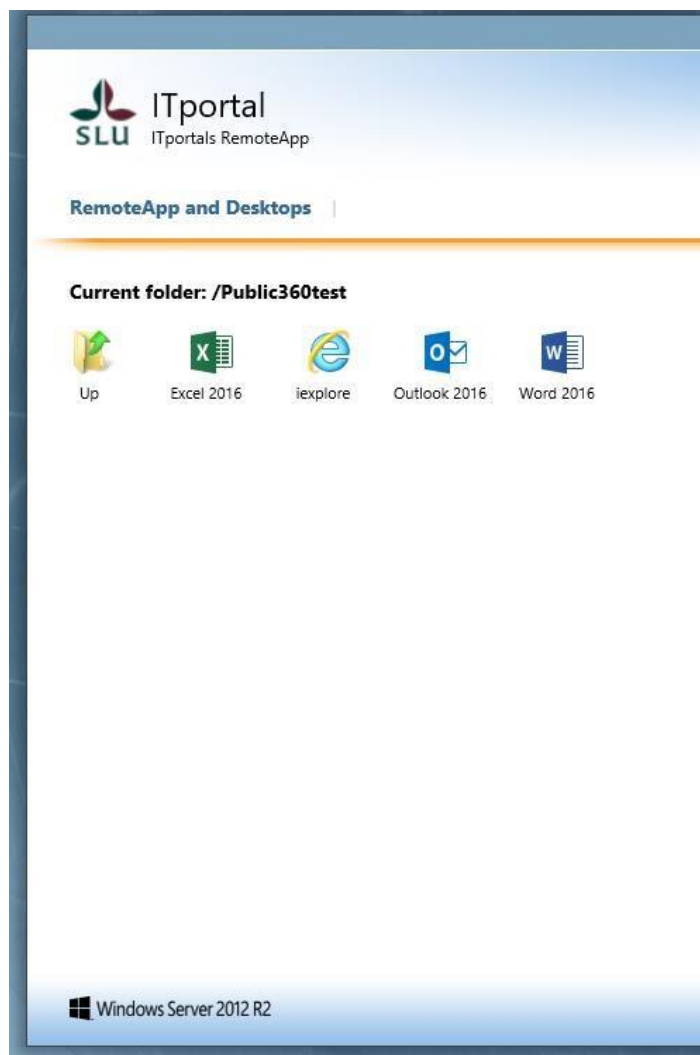 SLU
ITportal
ITportals RemoteApp
RemoteApp and Desktops
Current folder: /Public360test
Up
Excel 2016
iexplore
Outlook 2016
Word 2016
Windows Server 2012 R2